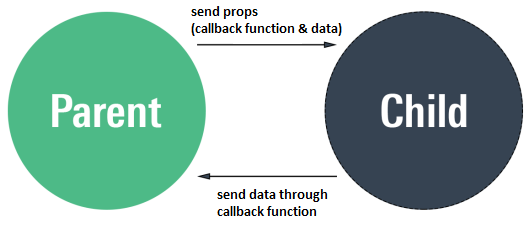 send props
(callback function & data)
Parent
Child
send data through
callback function